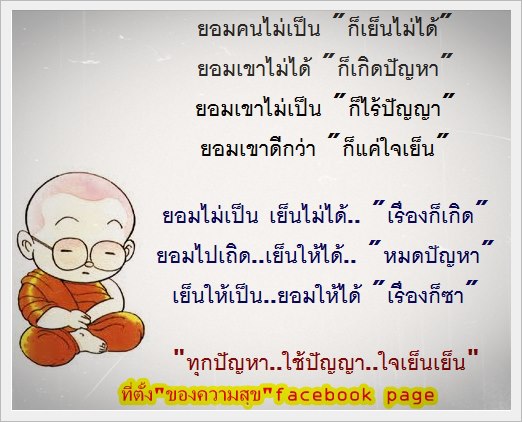 ยอมคนไม่เป็น "ก็เย็นไม่ได้"
ยอมเขาไม่ได้ "ก็เกิดปัญหา"
ยอมเขาไม่เป็น "ก็ไร้ปัญญา"
ยอมเขาดีกว่า "ก็แค่ใจเย็น"
ยอมไม่เป็น เย็นไม่ได้.. "เรื่องก็เกิด"
ยอมไปเถิด..เย็นให้ได้.. "หมดปัญหา"
เย็นให้เป็น..ยอมให้ได้ "เรื่องก็ซา"
"ทุกปัญหา..ใช้ปัญญา..ใจเย็นเย็น"
ที่ตั้ง"ของความสุข"facebook page